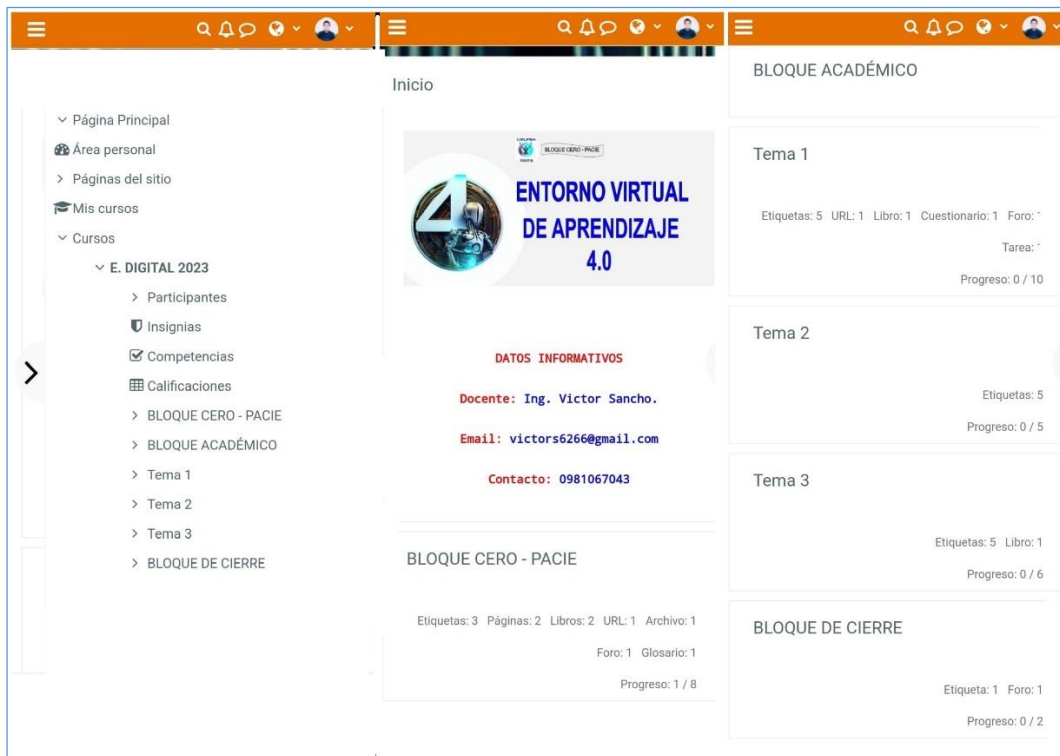 Página Principal
Área personal
Páginas del sitio
Mis cursos
Cursos
E. DIGITAL 2023
Participantes
Insignias
Competencias
Calificaciones
BLOQUE CERO - PACIE
BLOQUE ACADÉMICO
Tema 1
Tema 2
Tema 3
BLOQUE DE CIERRE
Inicio
BLOQUE CERO - PACIE
4
ENTORNO VIRTUAL
DE APRENDIZAJE
4.0
DATOS INFORMATIVOS
Docente: Ing. Victor Sancho.
Email: victors6266@gmail.com
Contacto: 0981067043
BLOQUE CERO - PACIE
Etiquetas: 3 Páginas: 2 Libros: 2 URL: 1 Archivo: 1
Foro: 1 Glosario: 1
Progreso: 1 / 8
BLOQUE ACADÉMICO
Tema 1
Etiquetas: 5 URL: 1 Libro: 1 Cuestionario: 1 Foro:
Tarea:
Progreso: 0 / 10
Tema 2
Etiquetas: 5
Progreso: 0 / 5
Tema 3
Etiquetas: 5 Libro: 1
Progreso: 0 / 6
BLOQUE DE CIERRE
Etiqueta: 1 Foro: 1
Progreso: 0 / 2